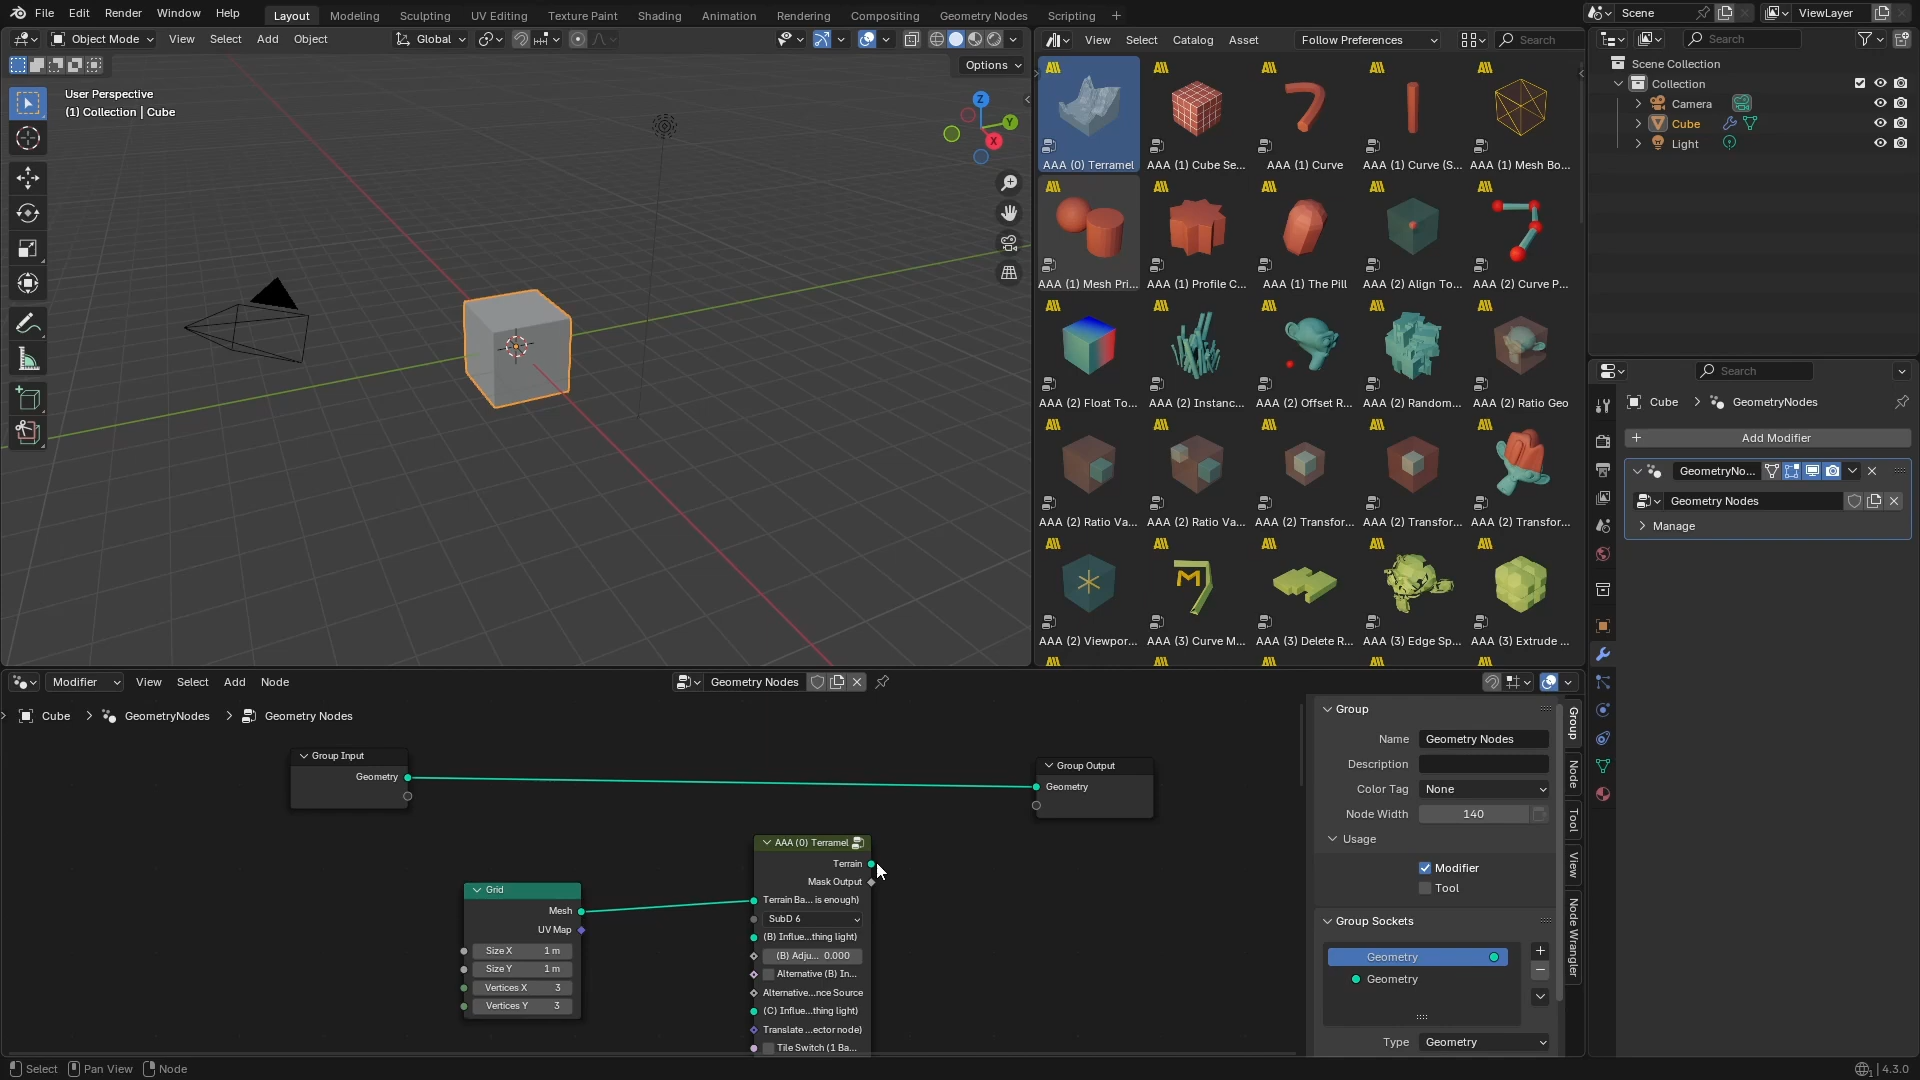 File Edit Render Window Help
Layout Modeling Sculpting UV Editing Texture Paint Shading Animation Rendering Compositing Geometry Nodes Scripting
Scene
ViewLayer
Object Mode View Select Add Object
Global
Options
User Perspective
(1) Collection | Cube
Z
Y
X
View Select Catalog Asset
Follow Preferences
Search
AAA (0) Terramel
AAA (1) Cube Se...
AAA (1) Curve
AAA (1) Curve (S...
AAA (1) Mesh Bo...
AAA (1) Mesh Pri...
AAA (1) Profile C...
AAA (1) The Pill
AAA (2) Align To...
AAA (2) Curve P...
AAA (2) Float To...
AAA (2) Instanc...
AAA (2) Offset R...
AAA (2) Random...
AAA (2) Ratio Geo
AAA (2) Ratio Va...
AAA (2) Ratio Va...
AAA (2) Transfor...
AAA (2) Transfor...
AAA (2) Transfor...
AAA (2) Viewpor...
AAA (3) Curve M...
AAA (3) Delete R...
AAA (3) Edge Sp...
AAA (3) Extrude ...
Search
Scene Collection
Collection
Camera
Cube
Light
Search
Cube > GeometryNodes
Add Modifier
GeometryNo...
Geometry Nodes
Manage
Modifier View Select Add Node
Geometry Nodes
Cube > GeometryNodes > Geometry Nodes
Group Input
Geometry
Group Output
Geometry
Grid
Mesh
UV Map
Size X 1 m
Size Y 1 m
Vertices X 3
Vertices Y 3
AAA (0) Terramel
Terrain
Mask Output
Terrain Ba... is enough)
SubD 6
(B) Influe...thing light)
(B) Adju... 0.000
Alternative (B) In...
Alternative...nce Source
(C) Influe...thing light)
Translate ...ector node)
Tile Switch (1 Ba...
Group
Name Geometry Nodes
Description
Color Tag None
Node Width 140
Usage
Modifier
Tool
Group Sockets
Geometry
Geometry
Type Geometry
Group
Node
Tool
View
Node Wrangler
Select Pan View Node
4.3.0